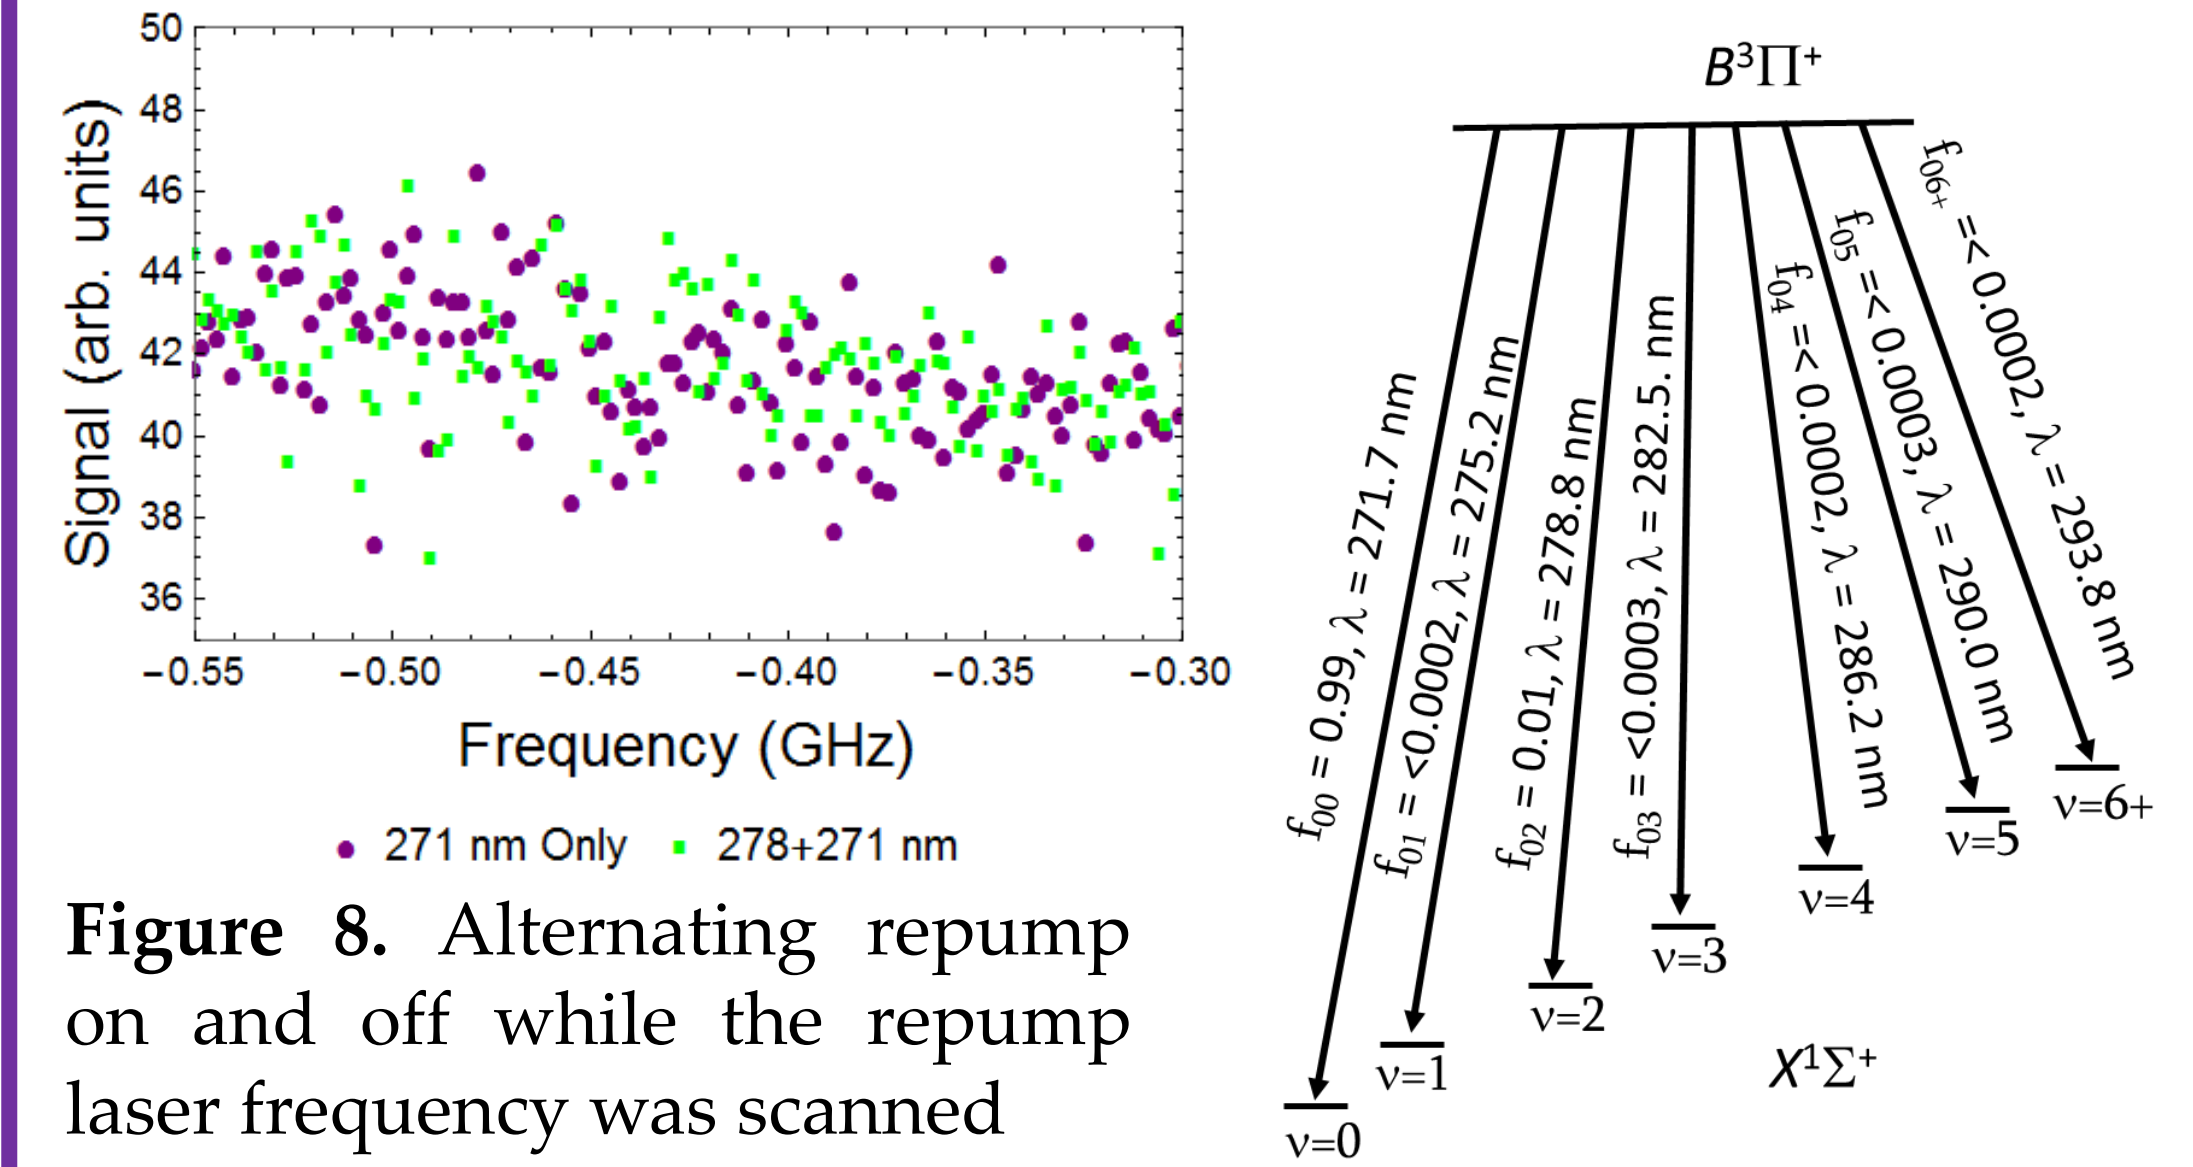 50
48
46
44
42
40
38
36
Signal (arb. units)
−0.55 −0.50 −0.45 −0.40 −0.35 −0.30
Frequency (GHz)
271 nm Only 278+271 nm
Figure 8. Alternating repump
on and off while the repump
laser frequency was scanned
B³Π⁺
f₀₀ = 0.99, λ = 271.7 nm
f₀₁ = <0.0002, λ = 275.2 nm
f₀₂ = 0.01, λ = 278.8 nm
f₀₃ = <0.0003, λ = 282.5. nm
f₀₄ =< 0.0002, λ = 286.2 nm
f₀₅ =< 0.0003, λ = 290.0 nm
f₀₆₊ =< 0.0002, λ = 293.8 nm
ν=6+
ν=5
ν=4
ν=3
ν=2
ν=1
ν=0
X¹Σ⁺